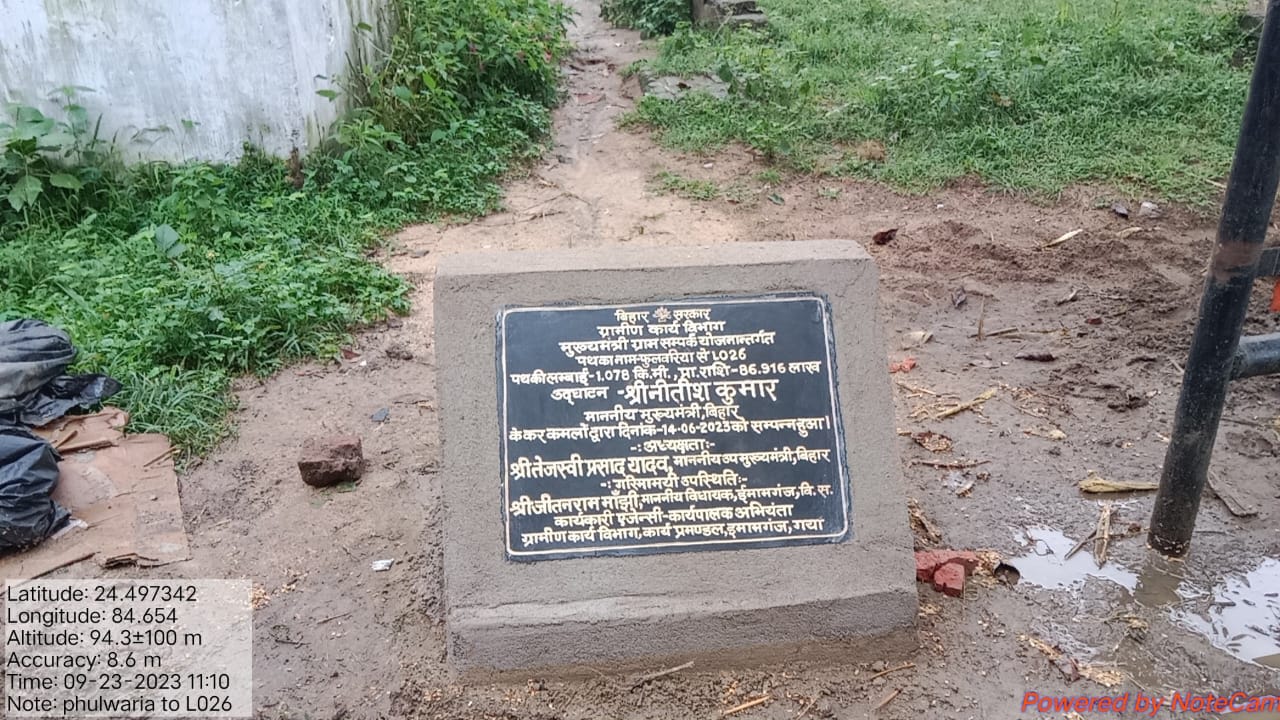 बिहार सरकार
ग्रामीण कार्य विभाग
मुख्यमंत्री ग्राम सम्पर्क योजनान्तर्गत
पथ का नाम-फुलवरिया से L026
पथ की लम्बाई-1.078 कि.मी., प्रा.राशि-86.916 लाख
उद्घाटन -श्री नीतीश कुमार
माननीय मुख्यमंत्री, बिहार
के कर कमलों द्वारा दिनांक-14-06-2023 को सम्पन्न हुआ।
-: अध्यक्षता:-
श्री तेजस्वी प्रसाद यादव, माननीय उपमुख्यमंत्री, बिहार
-: गरिमामयी उपस्थिति:-
श्री जीतनराम माँझी, माननीय विधायक, ईमामगंज, वि. स.
कार्यकारी एजेन्सी-कार्यपालक अभियंता
ग्रामीण कार्य विभाग, कार्य प्रमण्डल, इमामगंज, गया
Latitude: 24.497342
Longitude: 84.654
Altitude: 94.3±100 m
Accuracy: 8.6 m
Time: 09-23-2023 11:10
Note: phulwaria to L026
Powered by NoteCam